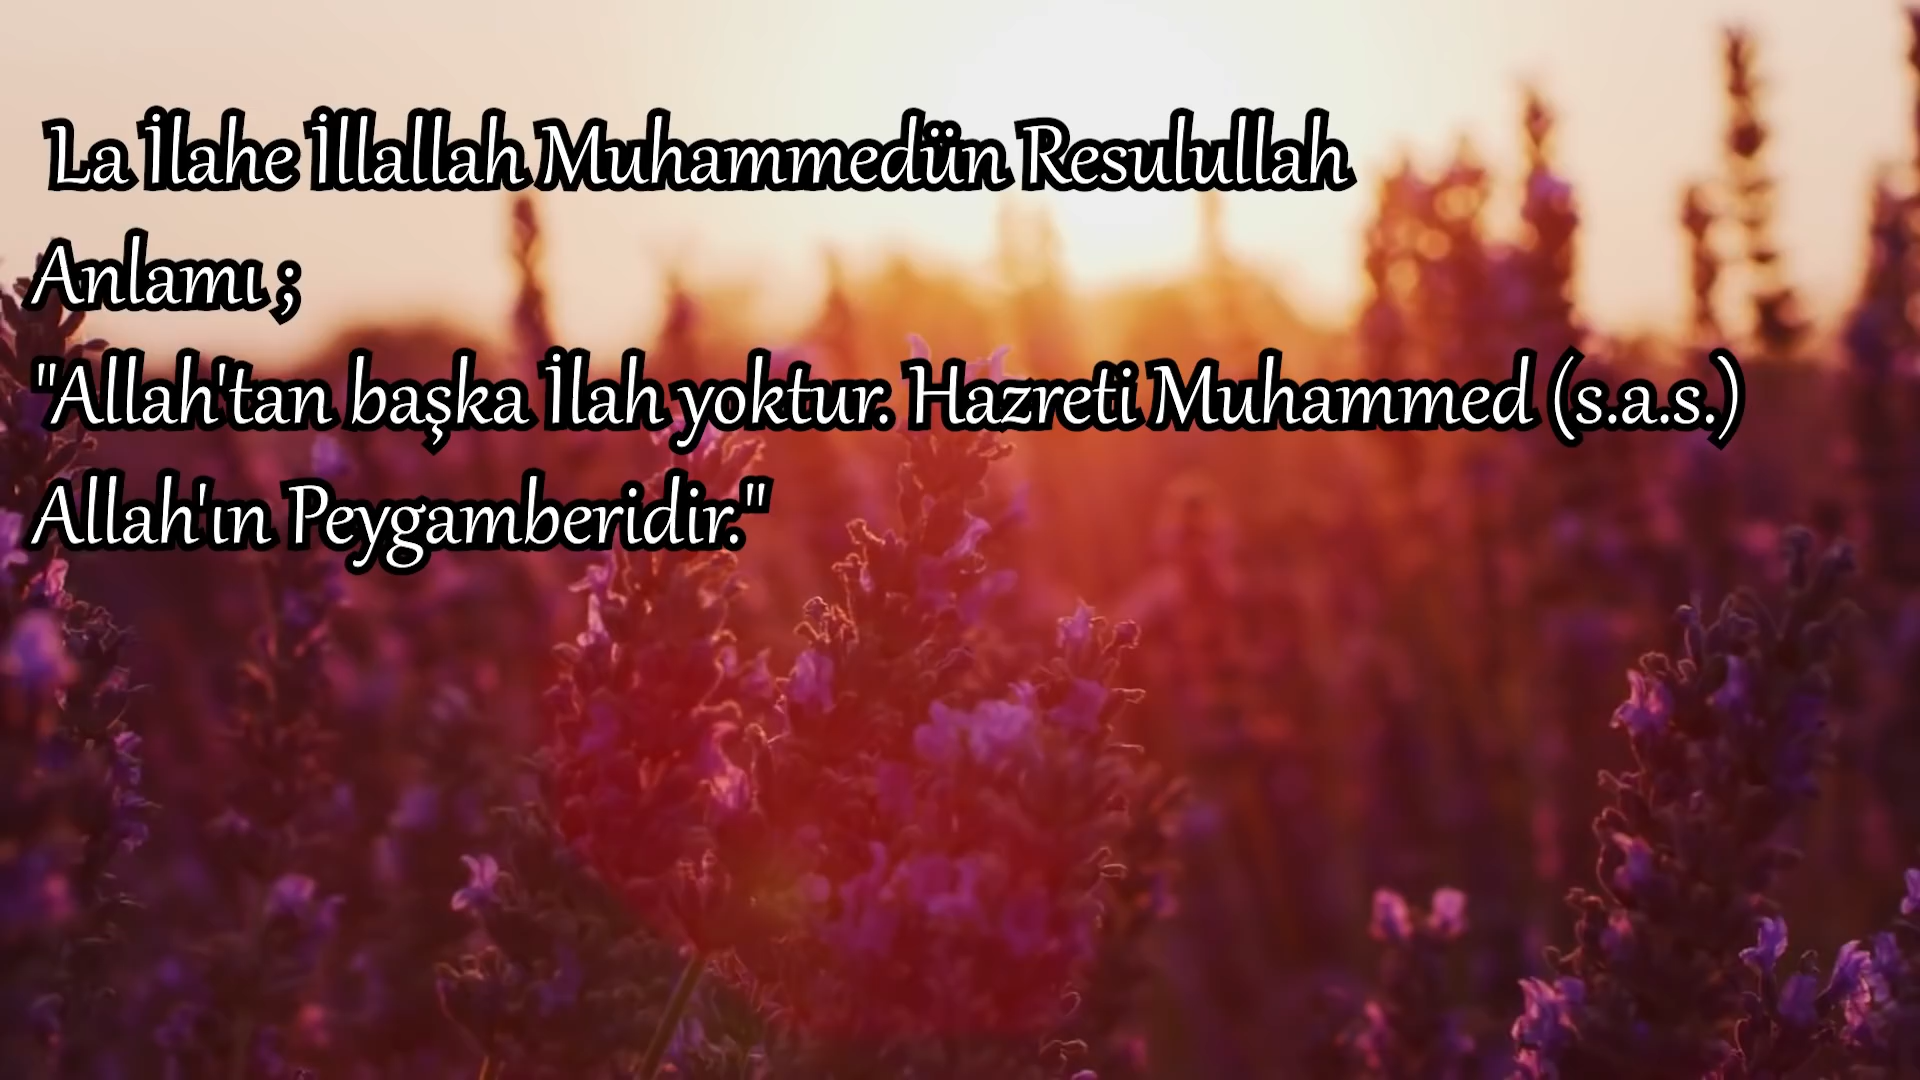 La İlahe İllallah Muhammedün Resulullah
Anlamı ;
"Allah'tan başka İlah yoktur. Hazreti Muhammed (s.a.s.)
Allah'ın Peygamberidir."